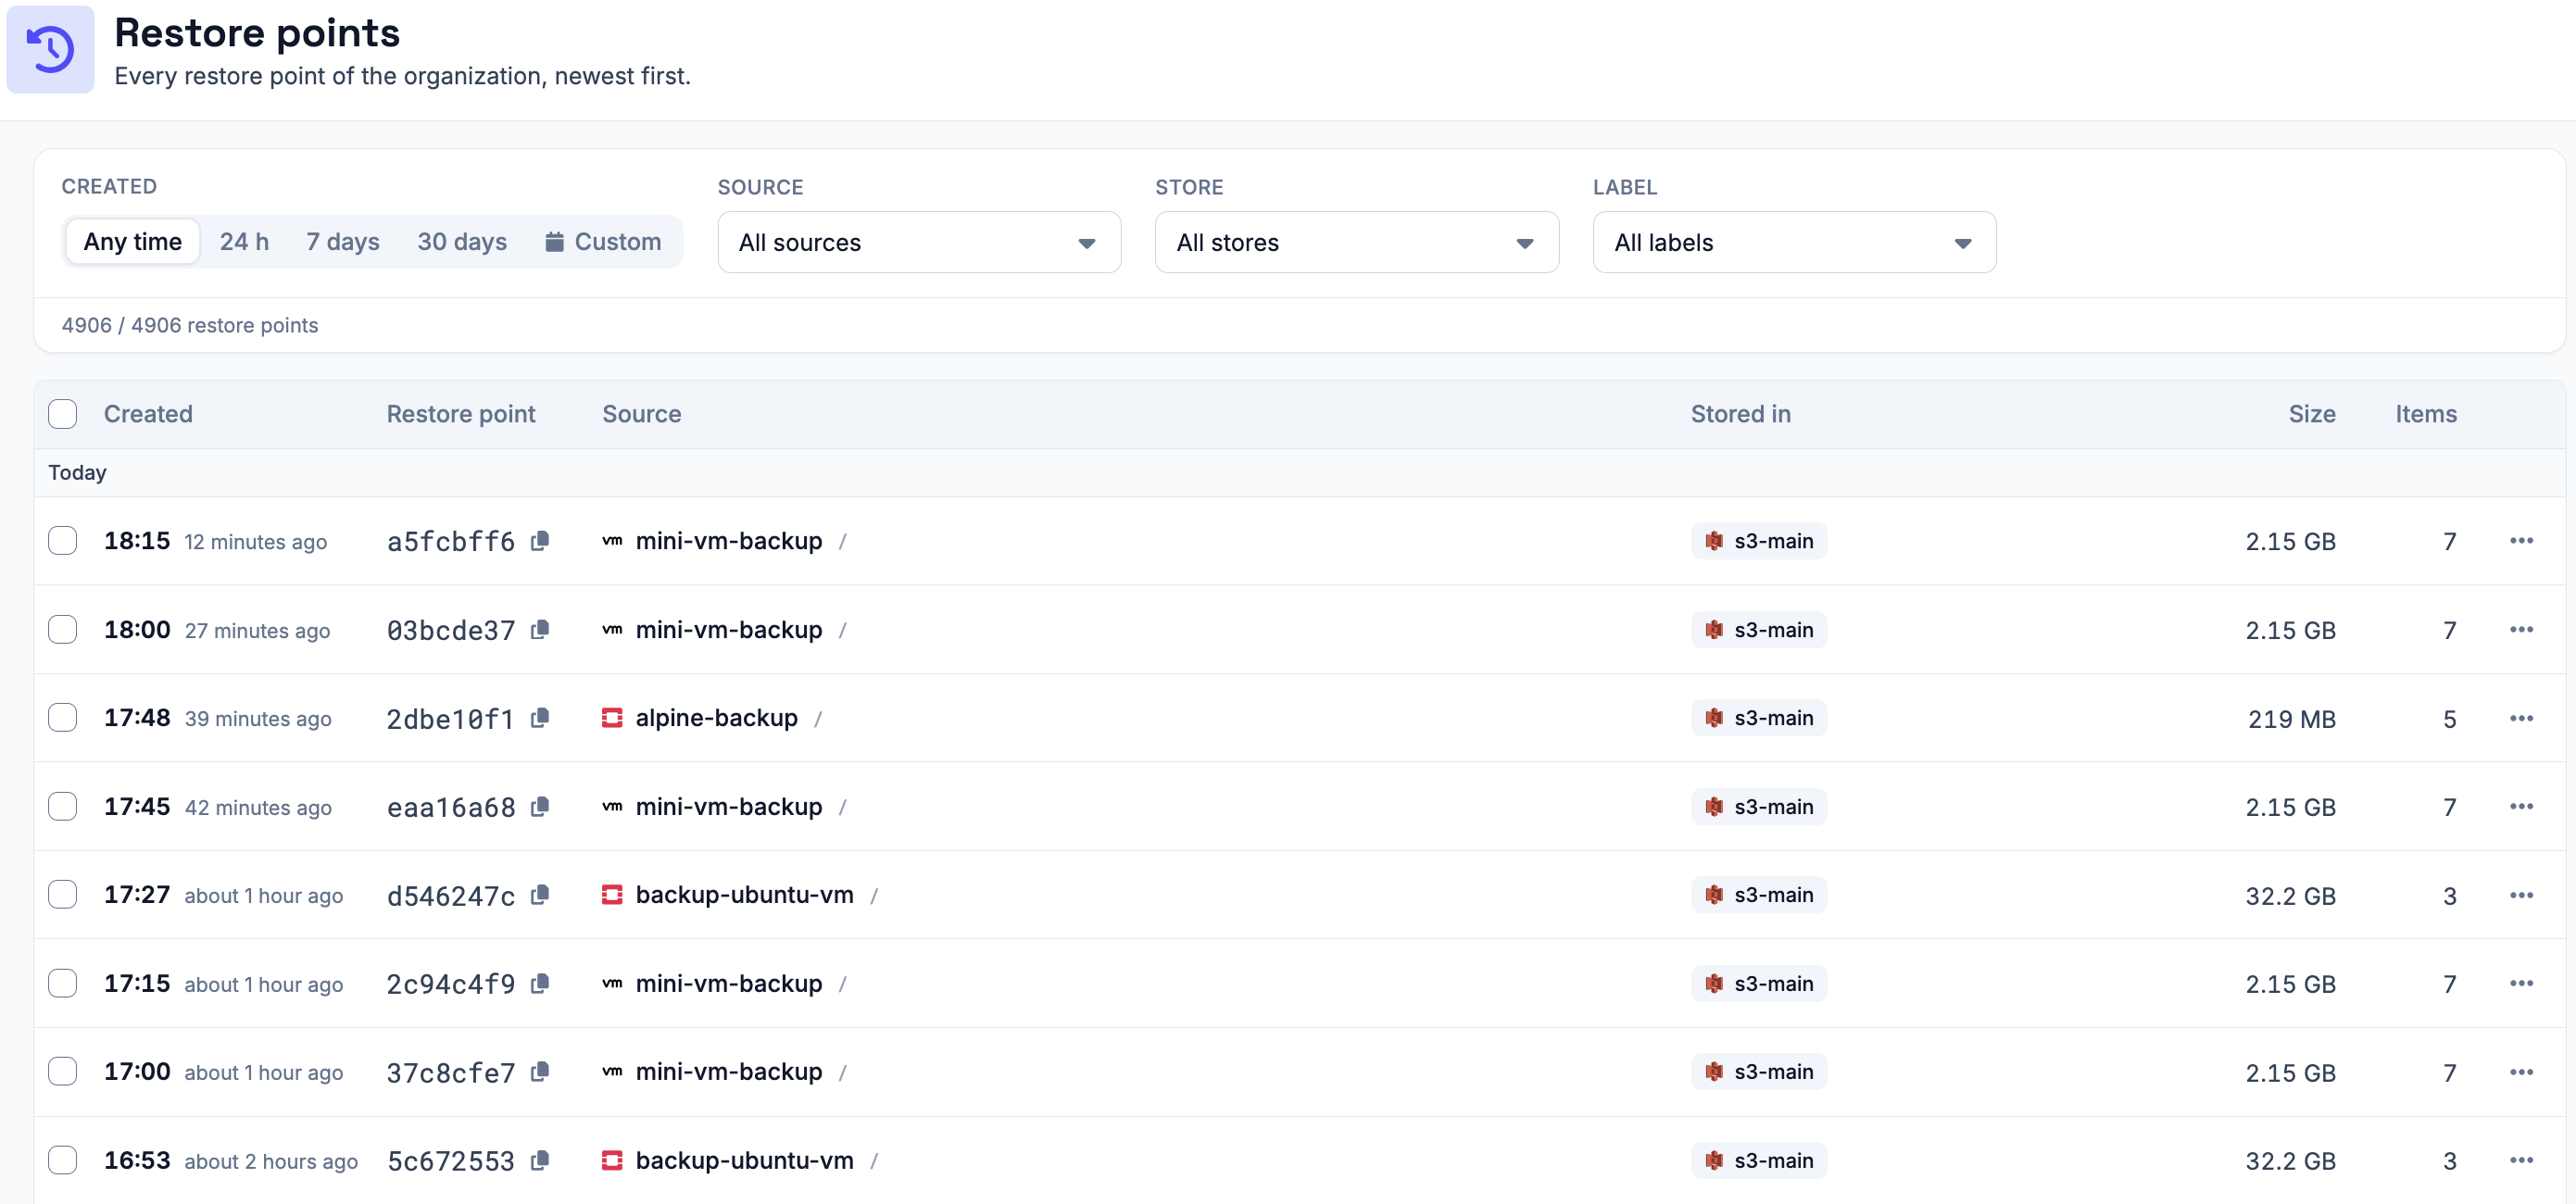 Restore points
Every restore point of the organization, newest first.
CREATED
Any time 24 h 7 days 30 days Custom
SOURCE
All sources
STORE
All stores
LABEL
All labels
4906 / 4906 restore points
Created Restore point Source Stored in Size Items
Today
18:15 12 minutes ago a5fcbff6 vm mini-vm-backup / s3-main 2.15 GB 7
18:00 27 minutes ago 03bcde37 vm mini-vm-backup / s3-main 2.15 GB 7
17:48 39 minutes ago 2dbe10f1 alpine-backup / s3-main 219 MB 5
17:45 42 minutes ago eaa16a68 vm mini-vm-backup / s3-main 2.15 GB 7
17:27 about 1 hour ago d546247c backup-ubuntu-vm / s3-main 32.2 GB 3
17:15 about 1 hour ago 2c94c4f9 vm mini-vm-backup / s3-main 2.15 GB 7
17:00 about 1 hour ago 37c8cfe7 vm mini-vm-backup / s3-main 2.15 GB 7
16:53 about 2 hours ago 5c672553 backup-ubuntu-vm / s3-main 32.2 GB 3